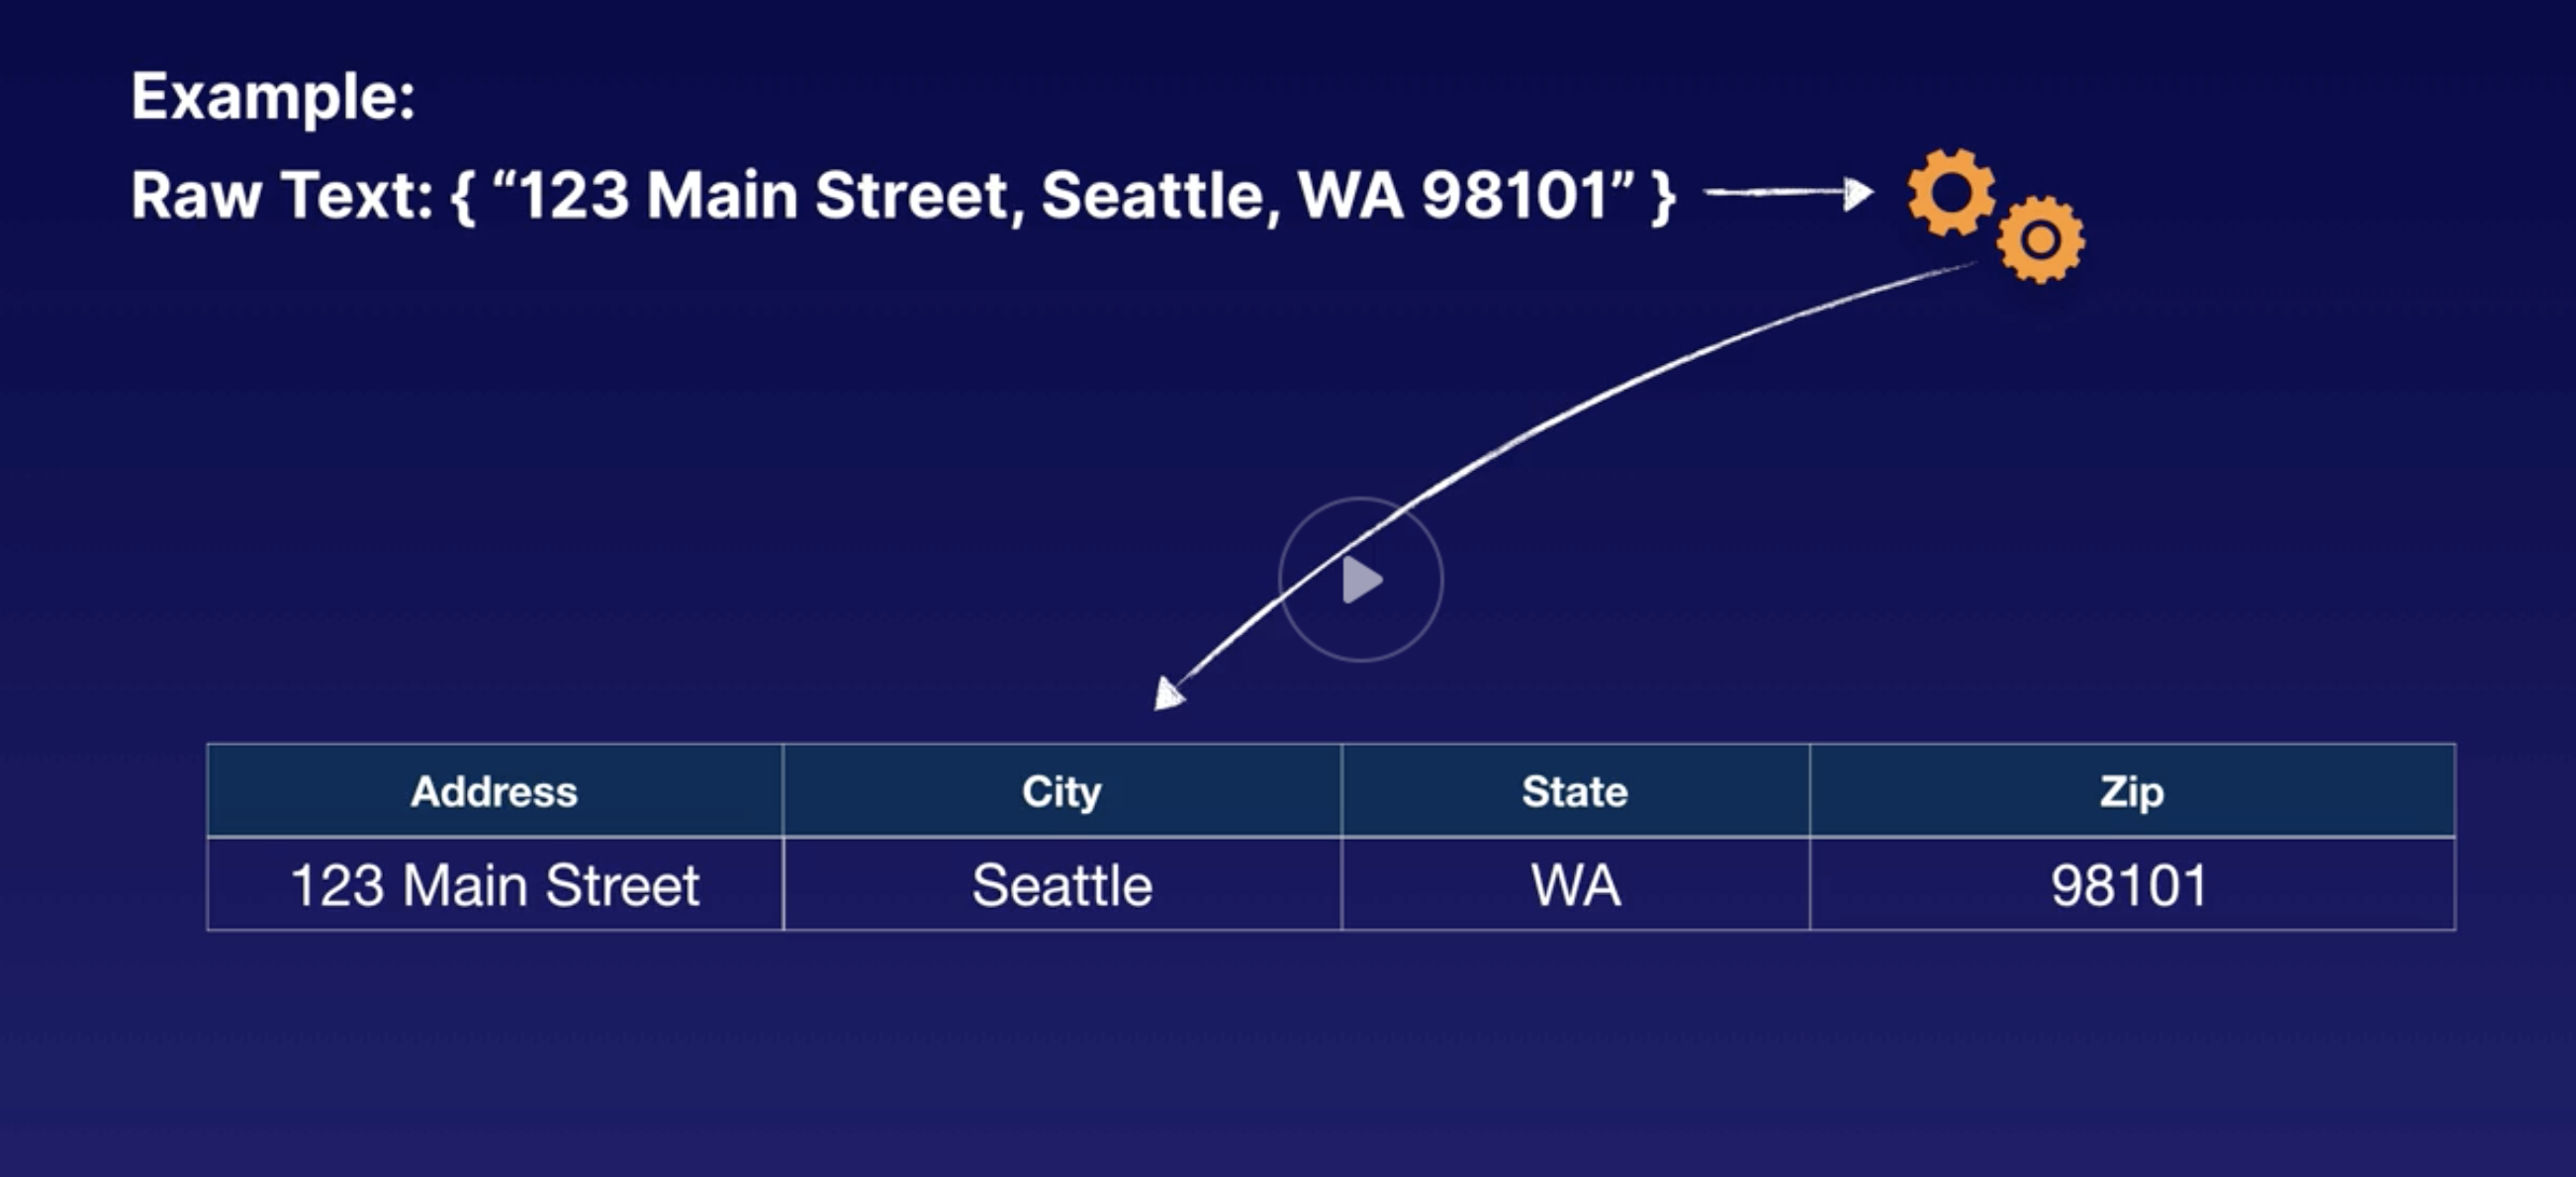 Example:
Raw Text: { “123 Main Street, Seattle, WA 98101” }
Address City State Zip
123 Main Street Seattle WA 98101